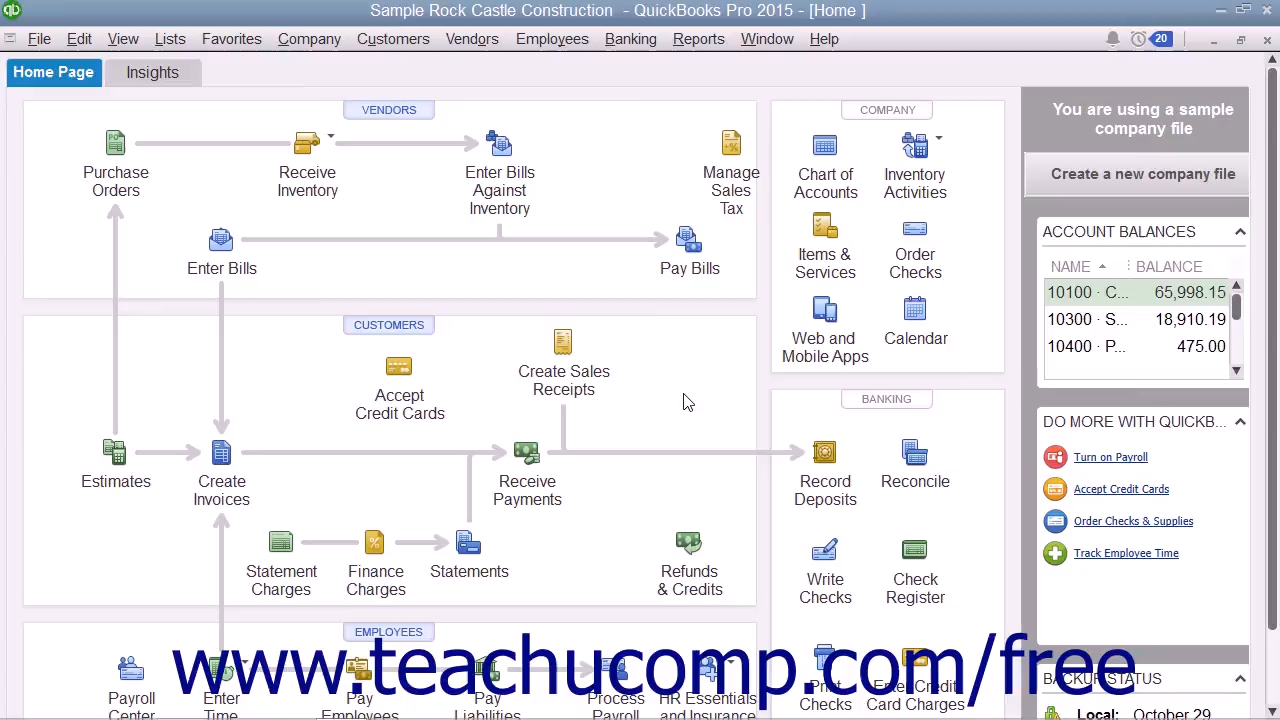 Sample Rock Castle Construction - QuickBooks Pro 2015 - [Home ]
File Edit View Lists Favorites Company Customers Vendors Employees Banking Reports Window Help 20
Home Page Insights
VENDORS
Purchase
Orders
Receive
Inventory
Enter Bills
Against
Inventory
Manage
Sales
Tax
Enter Bills
Pay Bills
CUSTOMERS
Accept
Credit Cards
Create Sales
Receipts
Estimates
Create
Invoices
Receive
Payments
Statement
Charges
Finance
Charges
Statements
Refunds
& Credits
EMPLOYEES
Payroll
Center
Enter
Time
Pay
Employees
Pay
Liabilities
Process
Payroll
HR Essentials
and Insurance
COMPANY
Chart of
Accounts
Inventory
Activities
Items &
Services
Order
Checks
Web and
Mobile Apps
Calendar
BANKING
Record
Deposits
Reconcile
Write
Checks
Check
Register
Print
Checks
Enter Credit
Card Charges
You are using a sample
company file
Create a new company file
ACCOUNT BALANCES
NAME BALANCE
10100 · C... 65,998.15
10300 · S... 18,910.19
10400 · P... 475.00
DO MORE WITH QUICKB...
Turn on Payroll
Accept Credit Cards
Order Checks & Supplies
Track Employee Time
BACKUP STATUS
Local: October 29
www.teachucomp.com/free